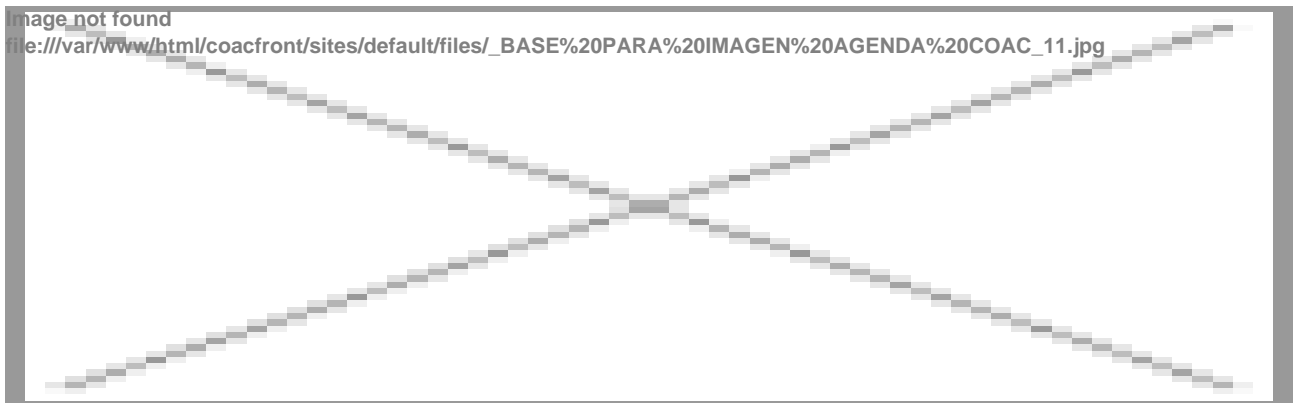 Image not found
file:///var/www/html/coacfront/sites/default/files/_BASE%20PARA%20IMAGEN%20AGENDA%20COAC_11.jpg